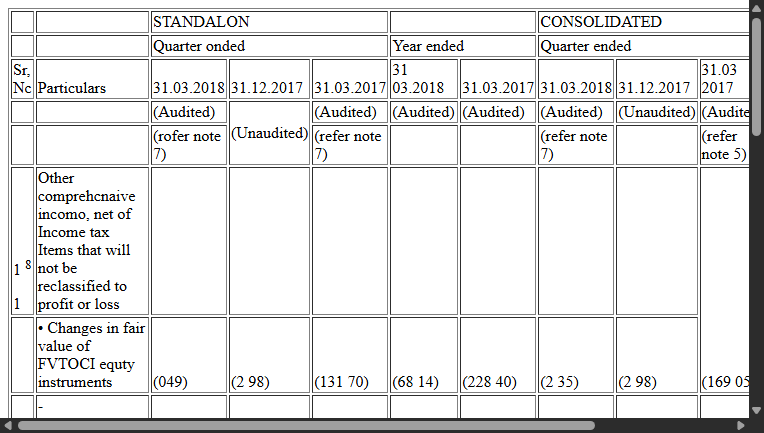 STANDALON CONSOLIDATED
Quarter onded Year ended Quarter ended
Sr, Nc Particulars 31.03.2018 31.12.2017 31.03.2017 31 03.2018 31.03.2017 31.03.2018 31.12.2017 31.03 2017
(Audited) (Unaudited) (Audited) (Audited) (Audited) (Audited) (Unaudited) (Audite
(rofer note 7) (refer note 7) (refer note 7) (refer note 5)
1 8
1
Other
comprehcnaive
incomo, net of
Income tax
Items that will
not be
reclassified to
profit or loss
• Changes in fair
value of
FVTOCI equty
instruments (049) (2 98) (131 70) (68 14) (228 40) (2 35) (2 98) (169 05
-